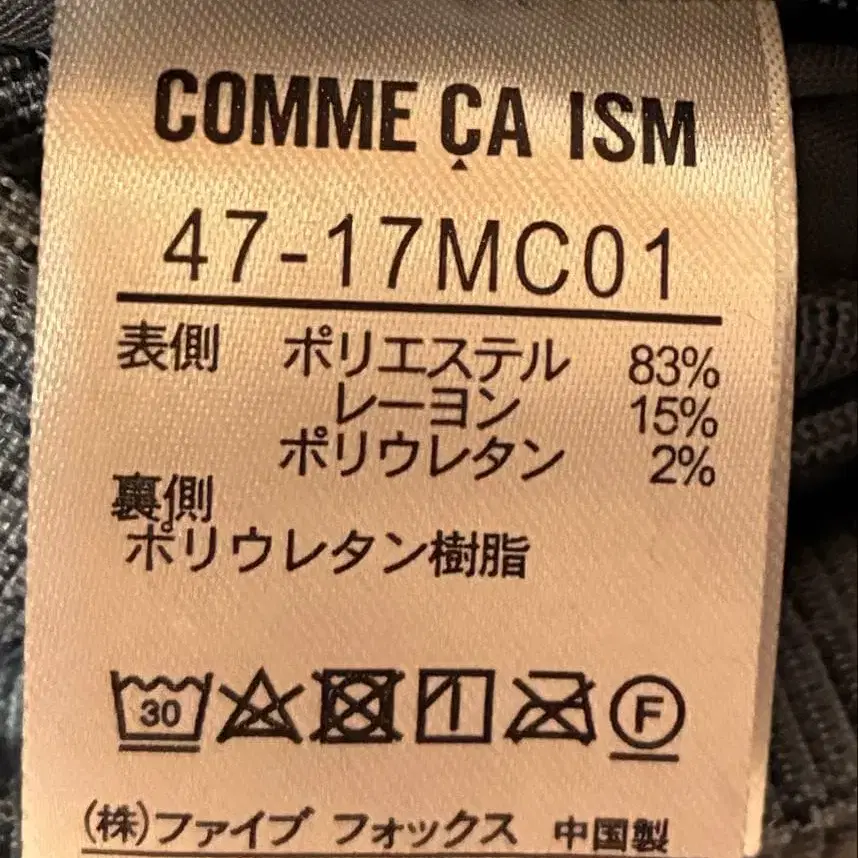 COMME ÇA ISM
47-17MC01
表側 ポリエステル 83%
レーヨン 15%
ポリウレタン 2%
裏側
ポリウレタン樹脂
30
F
(株)ファイブ フォックス 中国製